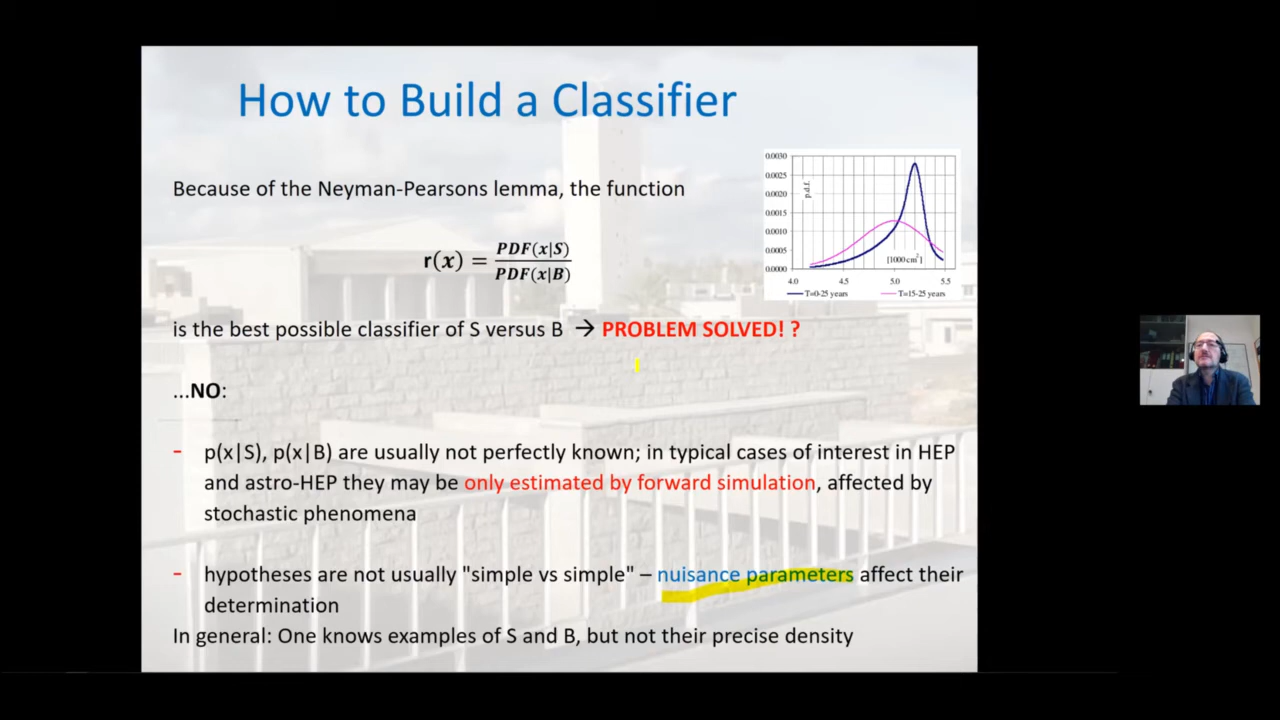 How to Build a Classifier
Because of the Neyman-Pearsons lemma, the function
r(x) = PDF(x|S) / PDF(x|B)
0.0030
0.0025
0.0020
0.0015
0.0010
0.0005
0.0000
p.d.f.
[1000 cm²]
4.0 4.5 5.0 5.5
T=0-25 years T=15-25 years
is the best possible classifier of S versus B → PROBLEM SOLVED! ?
...NO:
- p(x|S), p(x|B) are usually not perfectly known; in typical cases of interest in HEP
and astro-HEP they may be only estimated by forward simulation, affected by
stochastic phenomena
- hypotheses are not usually "simple vs simple" – nuisance parameters affect their
determination
In general: One knows examples of S and B, but not their precise density